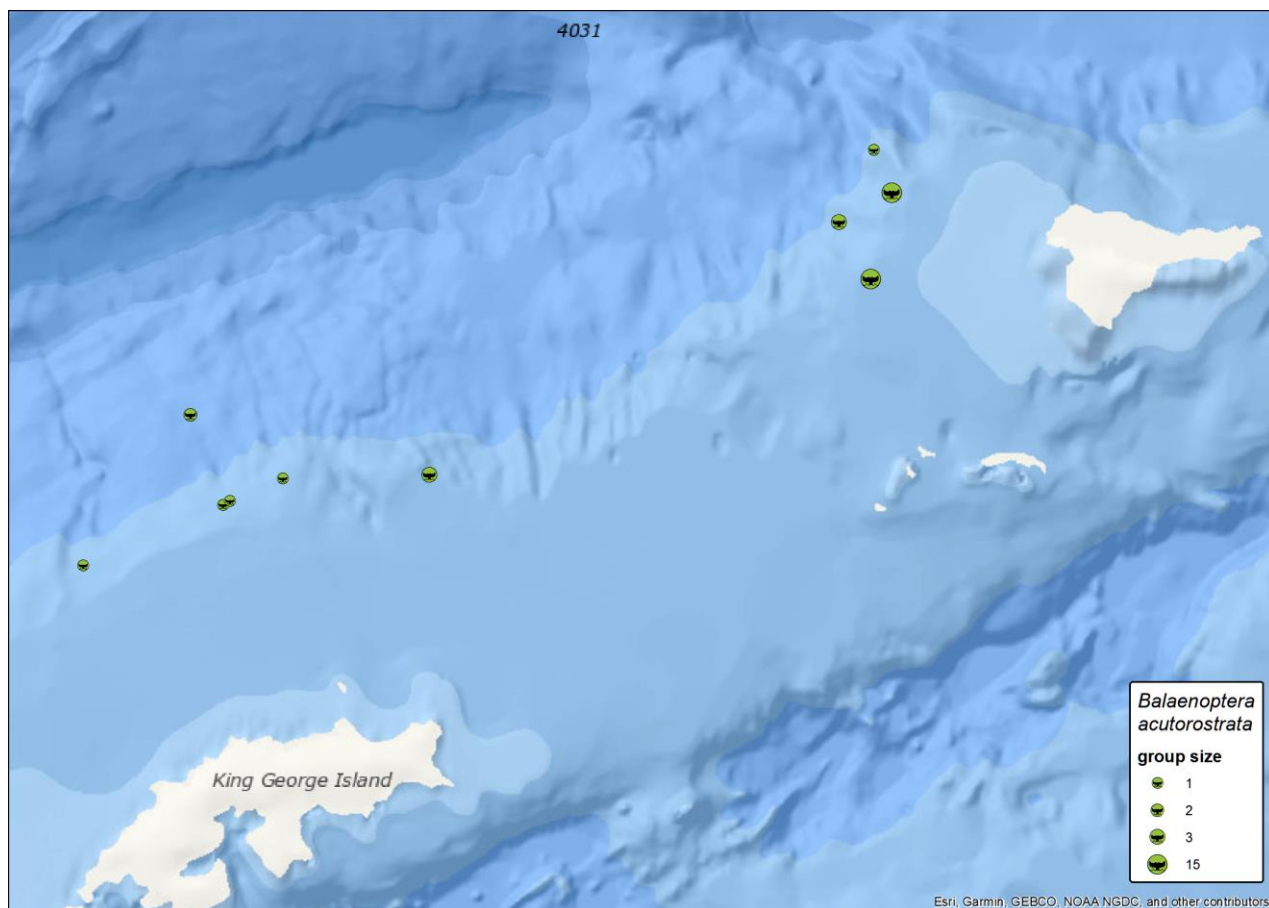 4031
King George Island
Balaenoptera
acutorostrata
group size
1
2
3
15
Esri, Garmin, GEBCO, NOAA NGDC, and other contributors